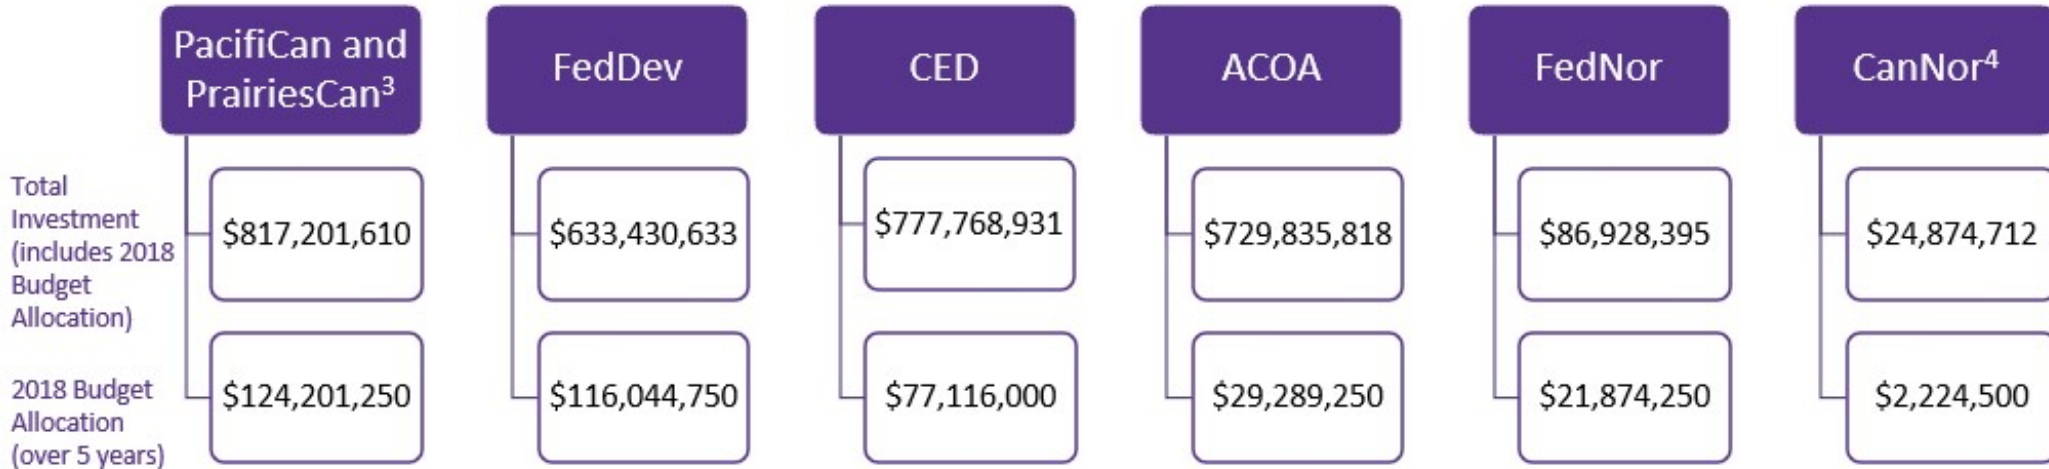 PacifiCan and
PrairiesCan³
FedDev
CED
ACOA
FedNor
CanNor⁴
Total
Investment
(includes 2018
Budget
Allocation)
$817,201,610
$633,430,633
$777,768,931
$729,835,818
$86,928,395
$24,874,712
2018 Budget
Allocation
(over 5 years)
$124,201,250
$116,044,750
$77,116,000
$29,289,250
$21,874,250
$2,224,500